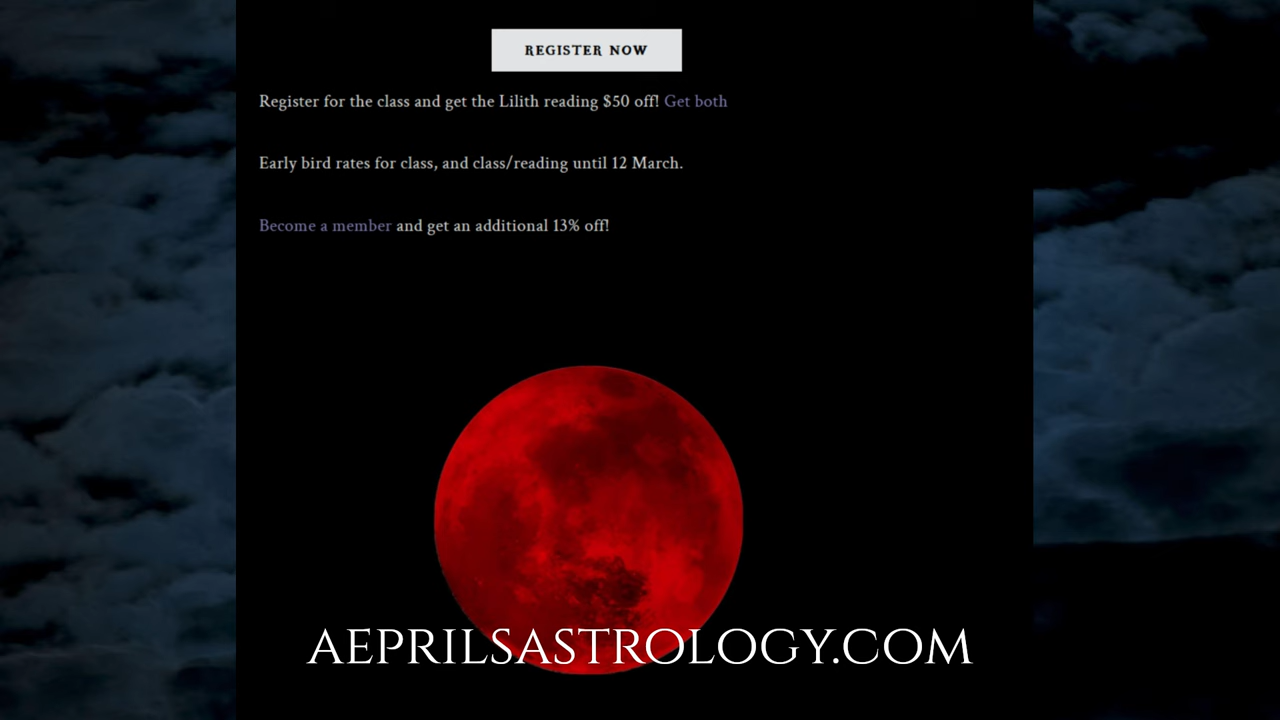 REGISTER NOW
Register for the class and get the Lilith reading $50 off! Get both
Early bird rates for class, and class/reading until 12 March.
Become a member and get an additional 13% off!
AEPRILSASTROLOGY.COM